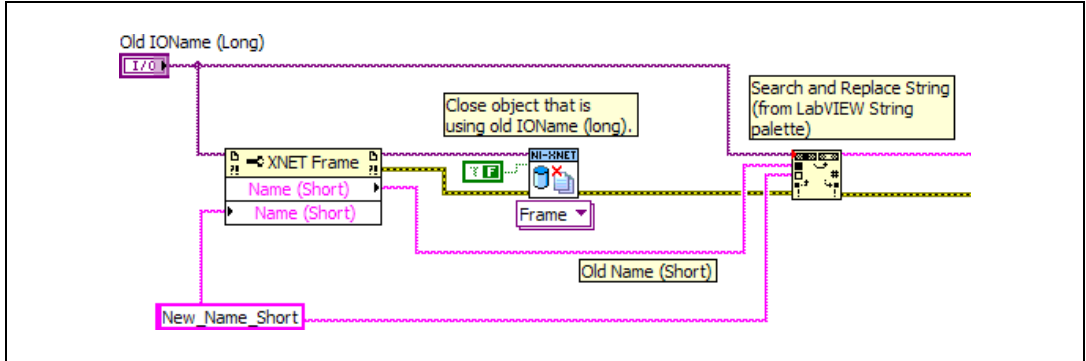 Old IOName (Long)
I/O
Close object that is
using old IOName (long).
Search and Replace String
(from LabVIEW String
palette)
XNET Frame
Name (Short)
Name (Short)
NI-XNET
? F
Frame
Old Name (Short)
New_Name_Short